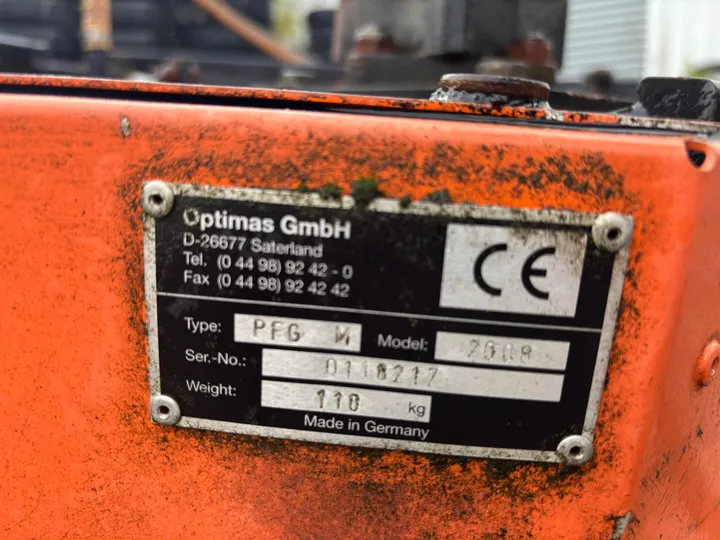 Optimas GmbH
D-26677 Saterland
Tel. (0 44 98) 92 42 - 0
Fax (0 44 98) 92 42 42
CE
Type: PFG M Model: 2008
Ser.-No.: 0118217
Weight: 110 kg
Made in Germany